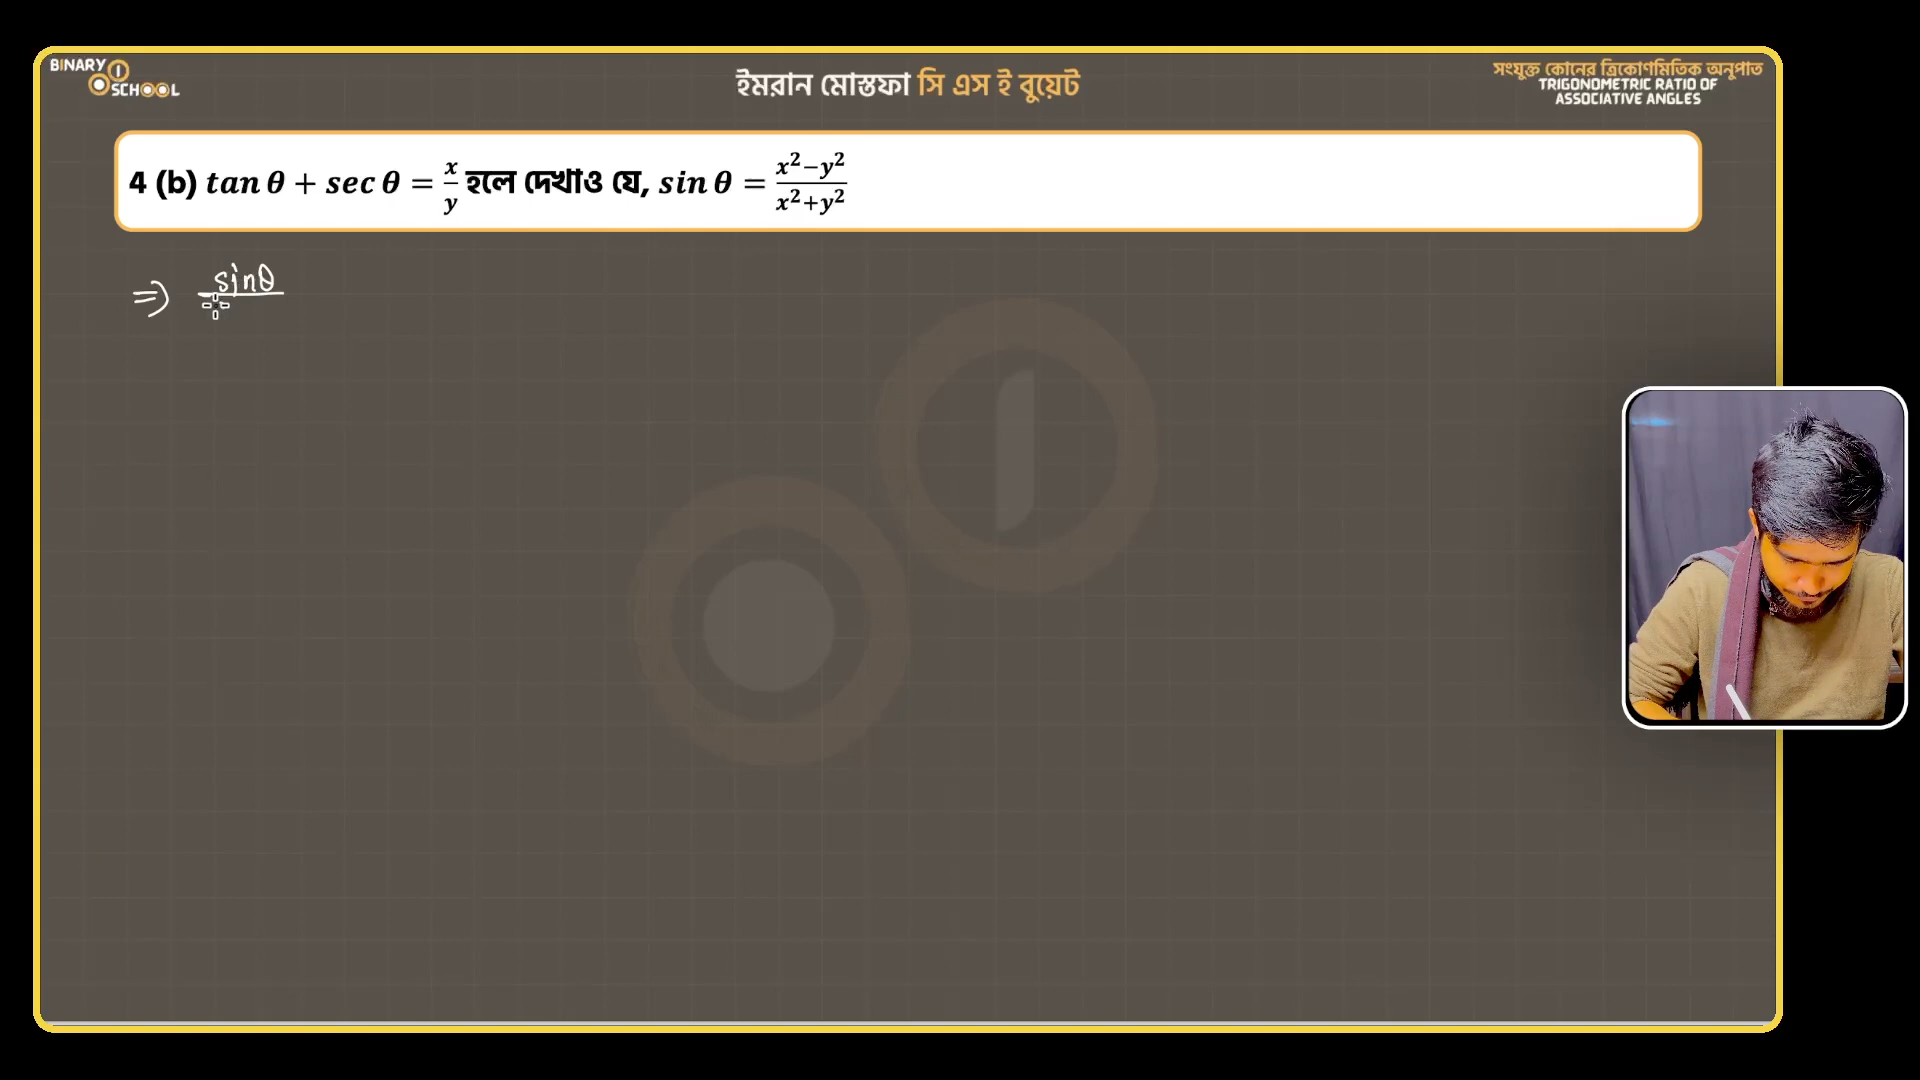 BINARY SCHOOL
ইমরান মোস্তফা সি এস ই বুয়েট
সংযুক্ত কোনের ত্রিকোণমিতিক অনুপাত
TRIGONOMETRIC RATIO OF
ASSOCIATIVE ANGLES
4 (b) tan θ + sec θ = x/y হলে দেখাও যে, sin θ = (x²−y²)/(x²+y²)
⇒ sinθ